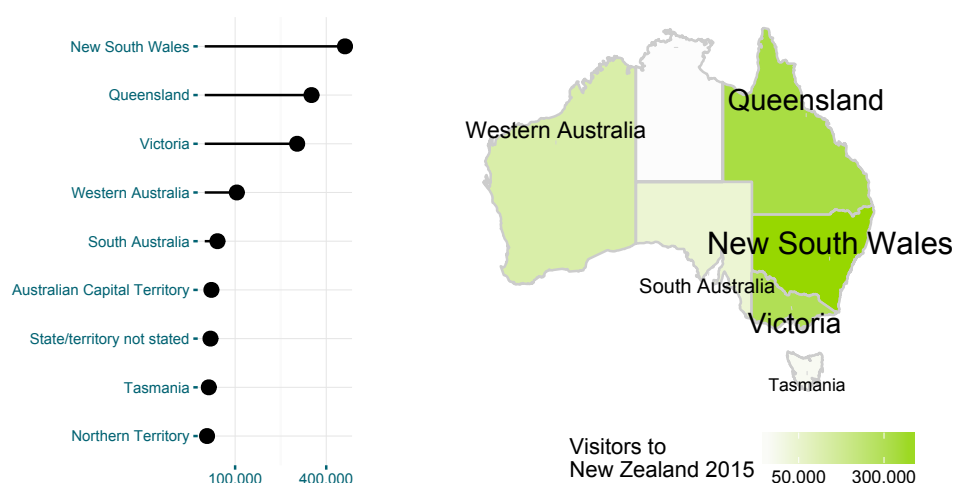 New South Wales
Queensland
Victoria
Western Australia
South Australia
Australian Capital Territory
State/territory not stated
Tasmania
Northern Territory
100.000 400.000
Queensland
Western Australia
New South Wales
South Australia
Victoria
Tasmania
Visitors to
New Zealand 2015
50.000 300.000